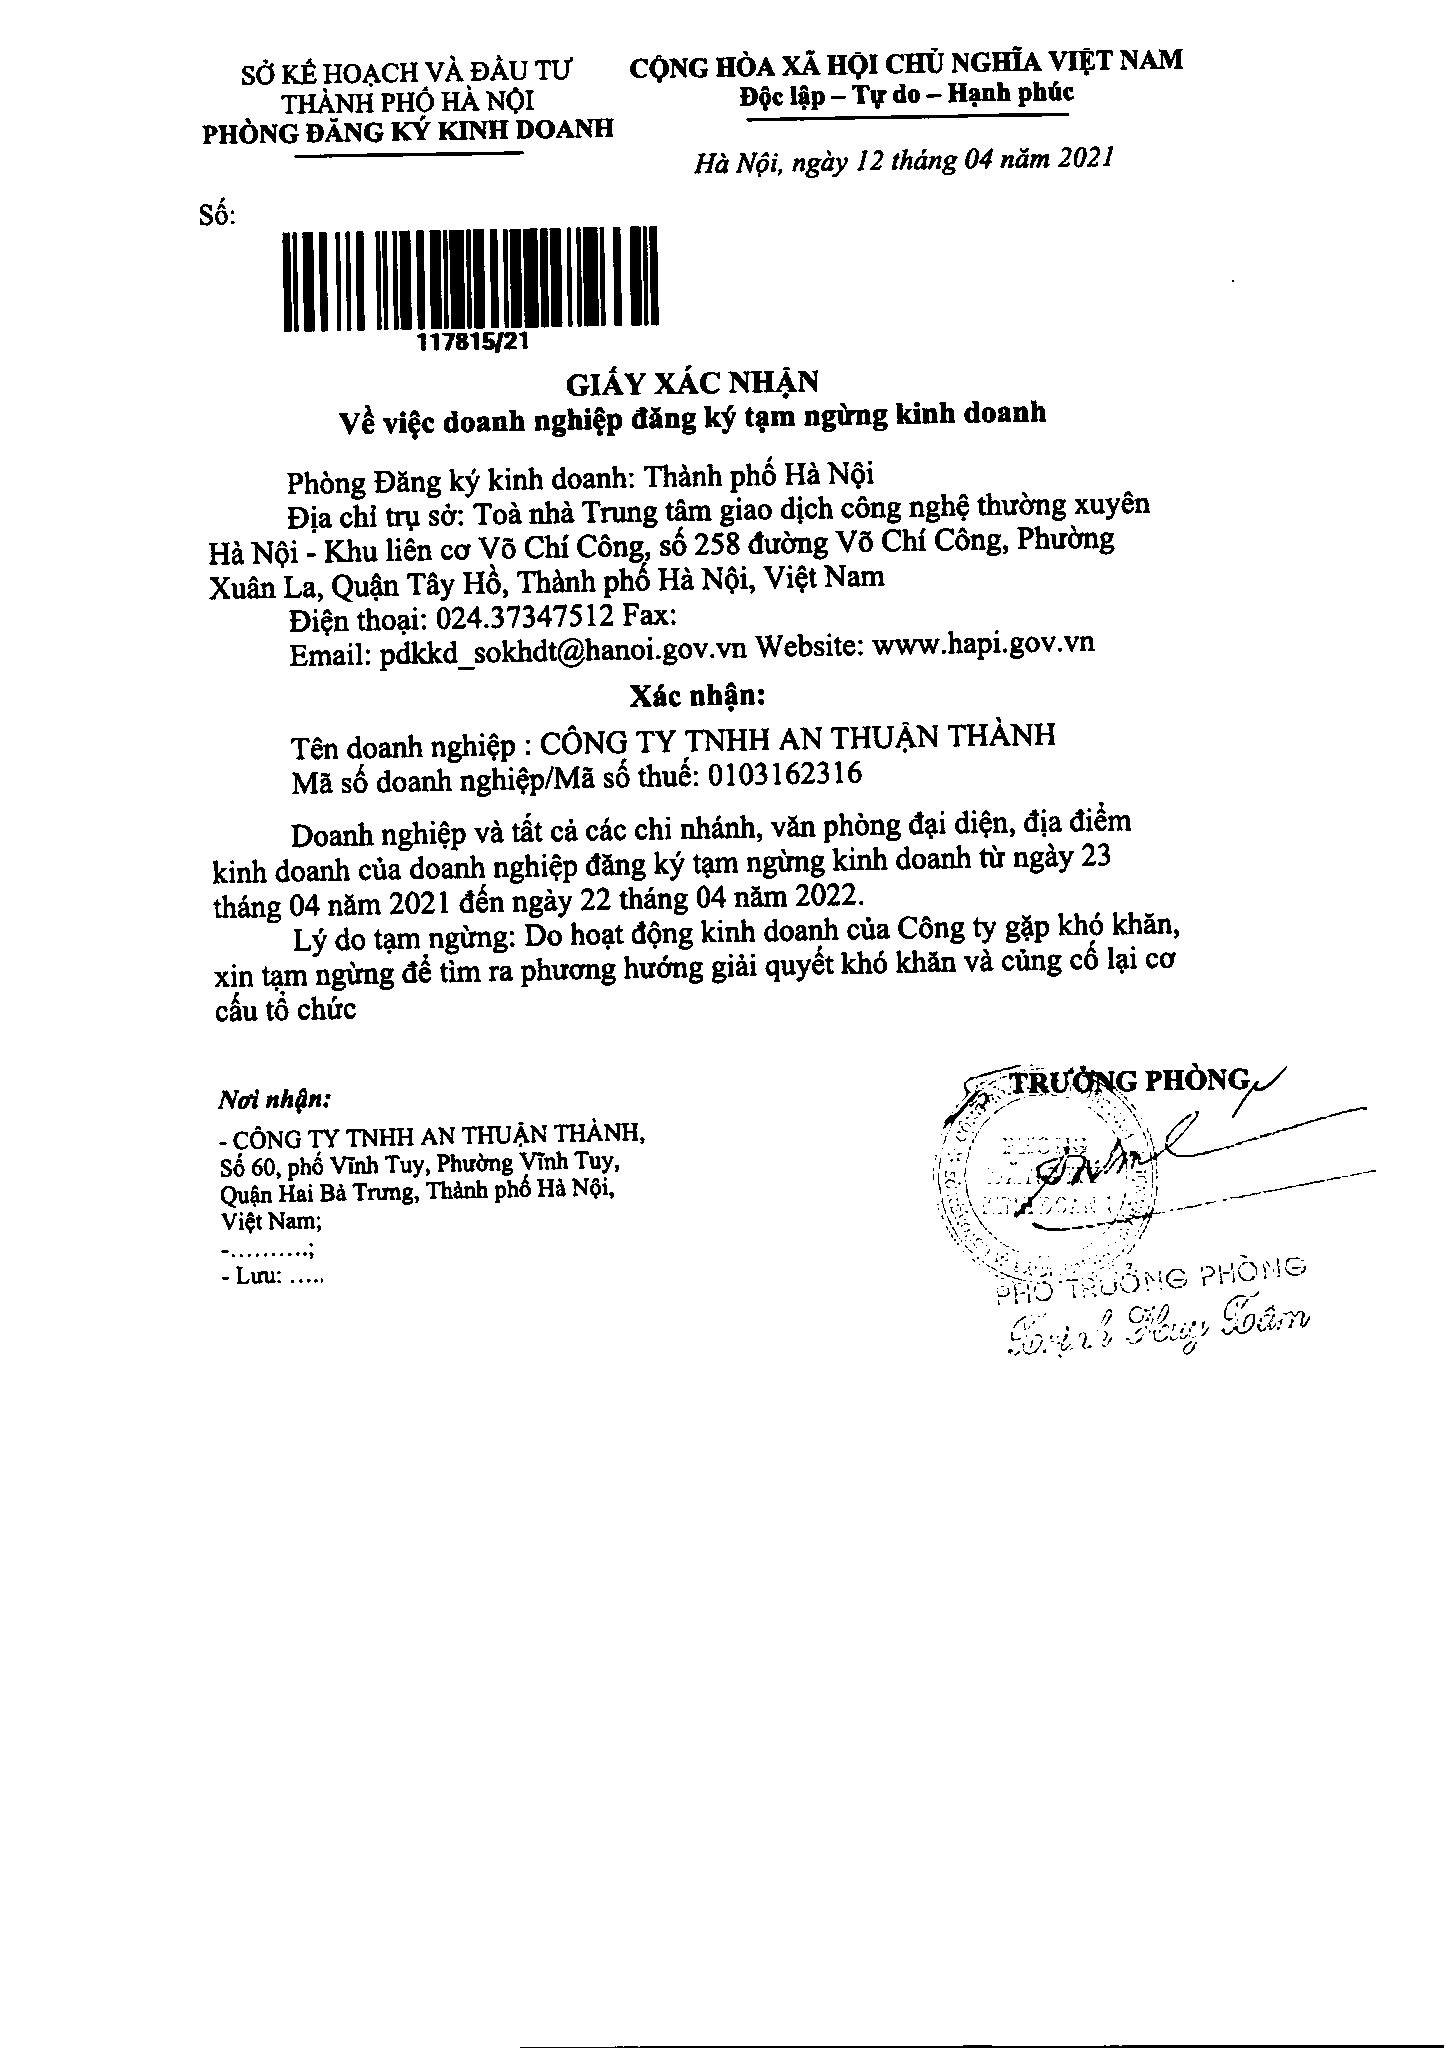 SỞ KẾ HOẠCH VÀ ĐẦU TƯ
THÀNH PHỐ HÀ NỘI
PHÒNG ĐĂNG KÝ KINH DOANH
CỘNG HÒA XÃ HỘI CHỦ NGHĨA VIỆT NAM
Độc lập – Tự do – Hạnh phúc
Hà Nội, ngày 12 tháng 04 năm 2021
Số:
117815/21
GIẤY XÁC NHẬN
Về việc doanh nghiệp đăng ký tạm ngừng kinh doanh
Phòng Đăng ký kinh doanh: Thành phố Hà Nội
Địa chỉ trụ sở: Toà nhà Trung tâm giao dịch công nghệ thường xuyên
Hà Nội - Khu liên cơ Võ Chí Công, số 258 đường Võ Chí Công, Phường
Xuân La, Quận Tây Hồ, Thành phố Hà Nội, Việt Nam
Điện thoại: 024.37347512 Fax:
Email: pdkkd_sokhdt@hanoi.gov.vn Website: www.hapi.gov.vn
Xác nhận:
Tên doanh nghiệp : CÔNG TY TNHH AN THUẬN THÀNH
Mã số doanh nghiệp/Mã số thuế: 0103162316
Doanh nghiệp và tất cả các chi nhánh, văn phòng đại diện, địa điểm
kinh doanh của doanh nghiệp đăng ký tạm ngừng kinh doanh từ ngày 23
tháng 04 năm 2021 đến ngày 22 tháng 04 năm 2022.
Lý do tạm ngừng: Do hoạt động kinh doanh của Công ty gặp khó khăn,
xin tạm ngừng để tìm ra phương hướng giải quyết khó khăn và củng cố lại cơ
cấu tổ chức
Nơi nhận:
- CÔNG TY TNHH AN THUẬN THÀNH,
Số 60, phố Vĩnh Tuy, Phường Vĩnh Tuy,
Quận Hai Bà Trưng, Thành phố Hà Nội,
Việt Nam;
-..........;
- Lưu: .....
TRƯỞNG PHÒNG
PHÒNG
ĐĂNG KÝ
KINH DOANH
PHÓ TRƯỞNG PHÒNG
Trịnh Huy Tâm